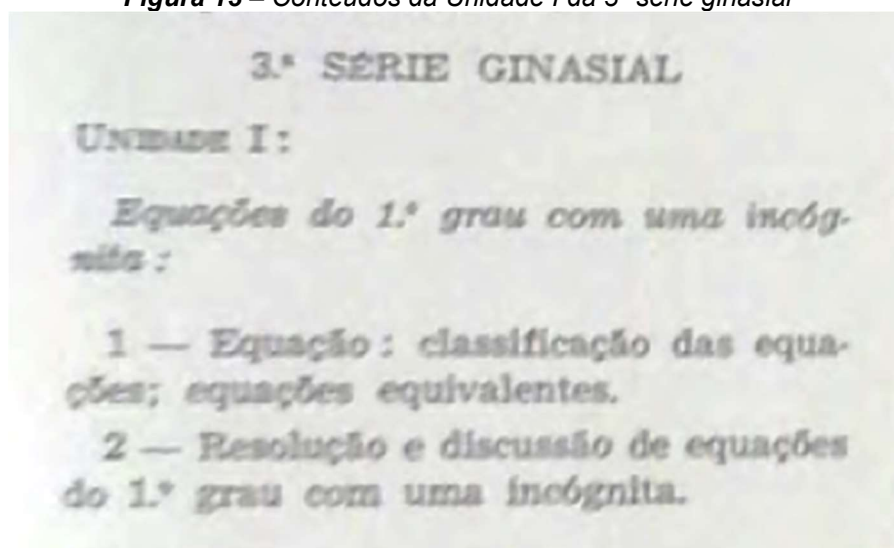 Figura 15 – Conteúdos da Unidade I da 3ª série ginasial
3.ª SÉRIE GINASIAL
UNIDADE I :
Equações do 1.º grau com uma incóg-
nita :
1 — Equação : classificação das equa-
ções; equações equivalentes.
2 — Resolução e discussão de equações
do 1.º grau com uma incógnita.